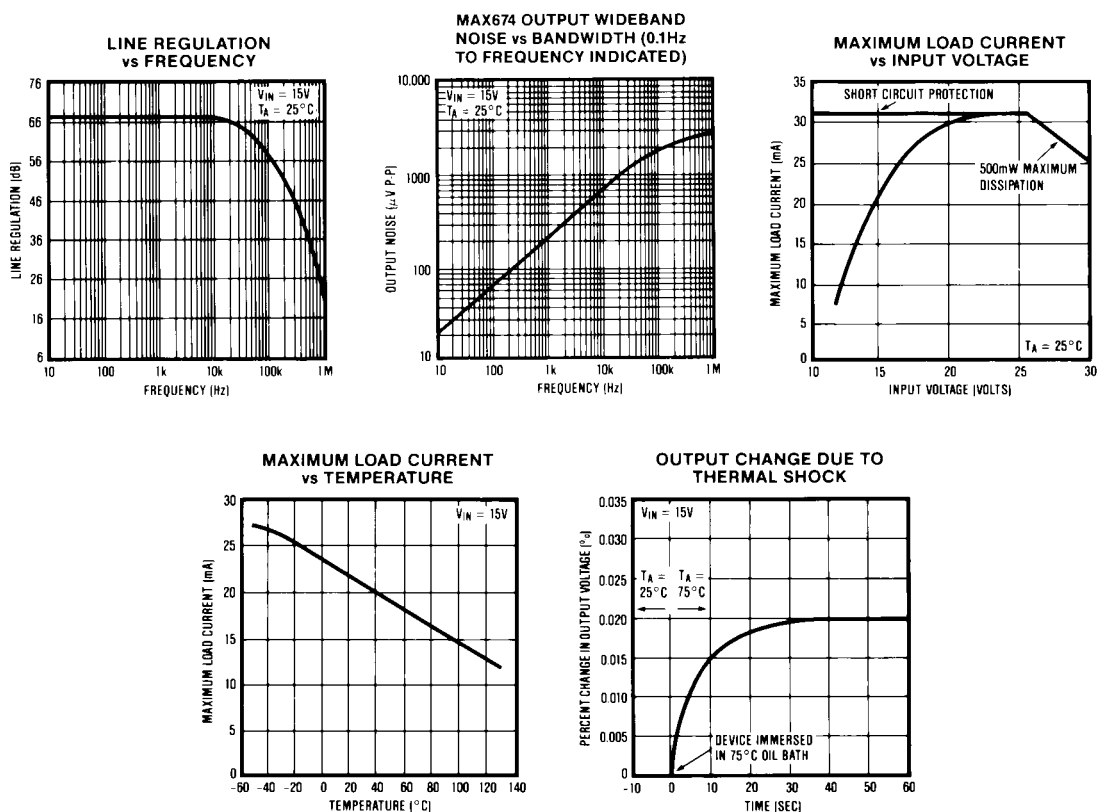 LINE REGULATION
vs FREQUENCY
76
66
56
46
36
26
16
6
LINE REGULATION (dB)
VIN = 15V
TA = 25°C
10
100
1k
10k
100k
1M
FREQUENCY (Hz)
MAX674 OUTPUT WIDEBAND
NOISE vs BANDWIDTH (0.1Hz
TO FREQUENCY INDICATED)
10.000
1000
100
10
OUTPUT NOISE (μV P-P)
VIN = 15V
TA = 25°C
10
100
1k
10k
100k
1M
FREQUENCY (Hz)
MAXIMUM LOAD CURRENT
vs INPUT VOLTAGE
35
30
25
20
15
10
5
0
MAXIMUM LOAD CURRENT (mA)
SHORT CIRCUIT PROTECTION
500mW MAXIMUM
DISSIPATION
TA = 25°C
10
15
20
25
30
INPUT VOLTAGE (VOLTS)
MAXIMUM LOAD CURRENT
vs TEMPERATURE
30
25
20
15
10
5
0
MAXIMUM LOAD CURRENT (mA)
VIN = 15V
-60 -40 -20 0 20 40 60 80 100 120 140
TEMPERATURE (°C)
OUTPUT CHANGE DUE TO
THERMAL SHOCK
0.035
0.030
0.025
0.020
0.015
0.010
0.005
0
PERCENT CHANGE IN OUTPUT VOLTAGE (%)
VIN = 15V
TA = TA =
25°C 75°C
DEVICE IMMERSED
IN 75°C OIL BATH
-10 0 10 20 30 40 50 60
TIME (SEC)